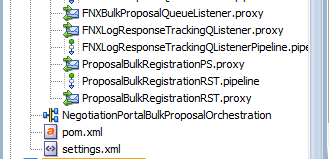 FNXBulkProposalQueueListener.proxy
FNXLogResponseTrackingQListener.proxy
FNXLogResponseTrackingQListenerPipeline.pipe
ProposalBulkRegistrationPS.proxy
ProposalBulkRegistrationRST.pipeline
ProposalBulkRegistrationRST.proxy
NegotiationPortalBulkProposalOrchestration
pom.xml
settings.xml